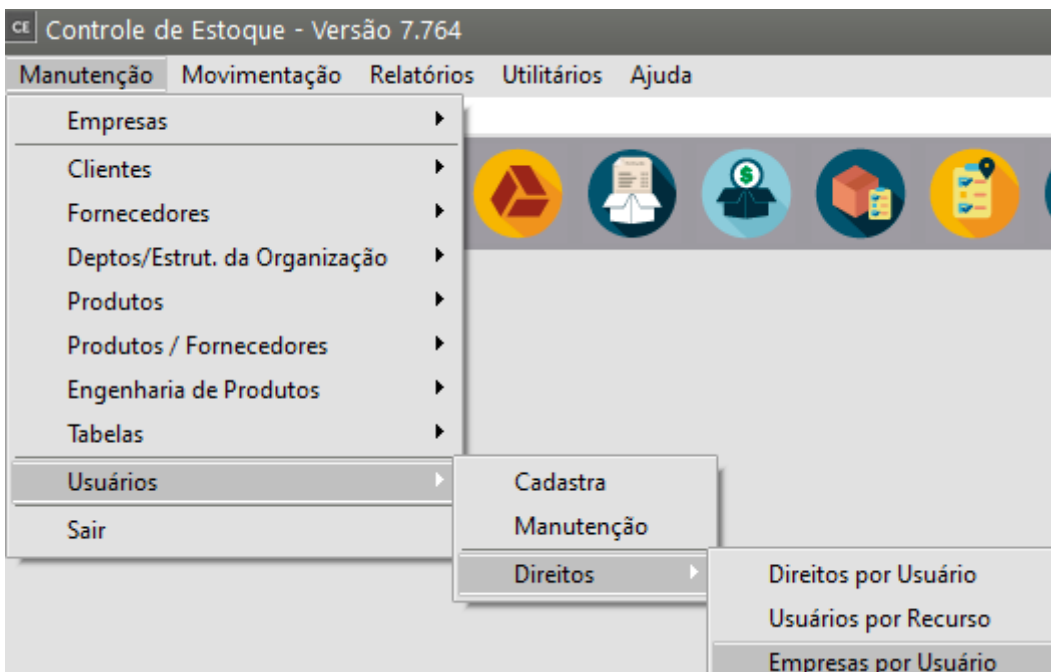 CE Controle de Estoque - Versão 7.764
Manutenção Movimentação Relatórios Utilitários Ajuda
Empresas
Clientes
Fornecedores
Deptos/Estrut. da Organização
Produtos
Produtos / Fornecedores
Engenharia de Produtos
Tabelas
Usuários
Sair
Cadastra
Manutenção
Direitos
Direitos por Usuário
Usuários por Recurso
Empresas por Usuário